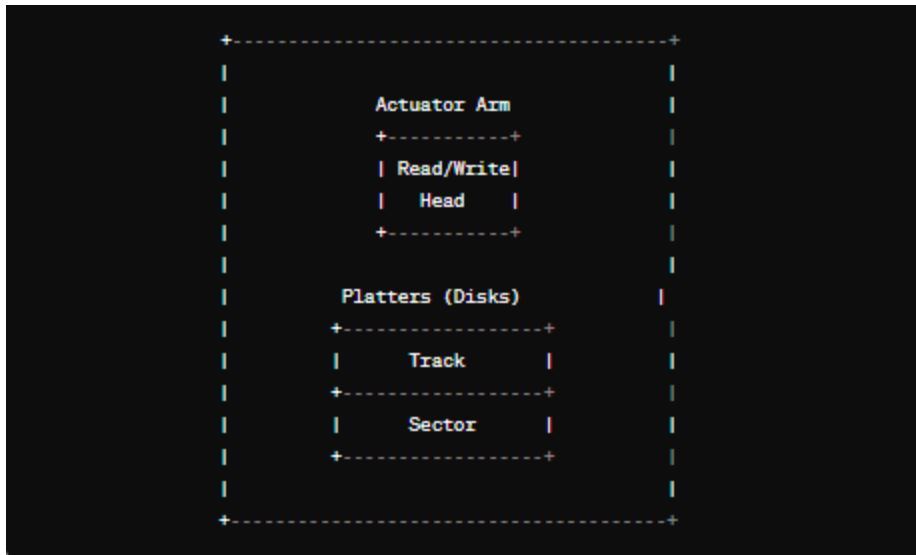 +---------------------------------------+
|                                       |
|             Actuator Arm              |
|             +-----------+             |
|             | Read/Write|             |
|             |   Head    |             |
|             +-----------+             |
|                                       |
|          Platters (Disks)            |
|         +------------------+          |
|         |      Track       |          |
|         +------------------+          |
|         |      Sector      |          |
|         +------------------+          |
|                                       |
+---------------------------------------+